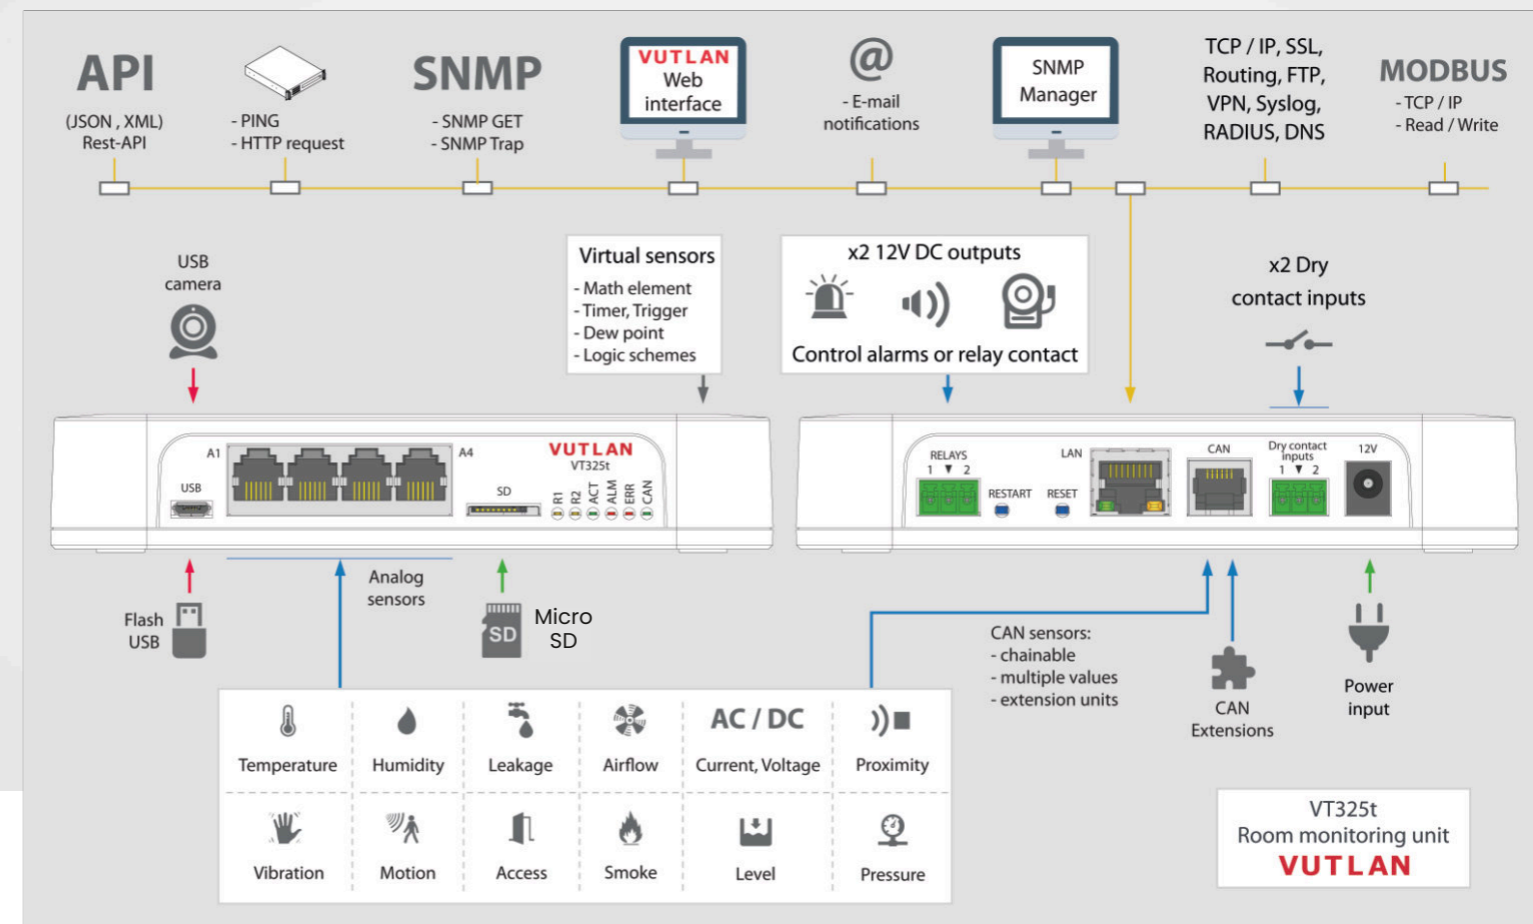 API
(JSON , XML)
Rest-API
- PING
- HTTP request
SNMP
- SNMP GET
- SNMP Trap
VUTLAN
Web
interface
@
- E-mail
notifications
SNMP
Manager
TCP / IP, SSL,
Routing, FTP,
VPN, Syslog,
RADIUS, DNS
MODBUS
- TCP / IP
- Read / Write
USB
camera
Virtual sensors
- Math element
- Timer, Trigger
- Dew point
- Logic schemes
x2 12V DC outputs
Control alarms or relay contact
x2 Dry
contact inputs
A1
A4
USB
SD
VUTLAN
VT325t
R1
R2
ACT
ALM
ERR
CAN
RELAYS
1 ▼ 2
RESTART
RESET
LAN
CAN
Dry contact
inputs
1 ▼ 2
12V
Flash
USB
Analog
sensors
SD
Micro
SD
CAN sensors:
- chainable
- multiple values
- extension units
CAN
Extensions
Power
input
AC / DC
Temperature
Humidity
Leakage
Airflow
Current, Voltage
Proximity
Vibration
Motion
Access
Smoke
Level
Pressure
VT325t
Room monitoring unit
VUTLAN